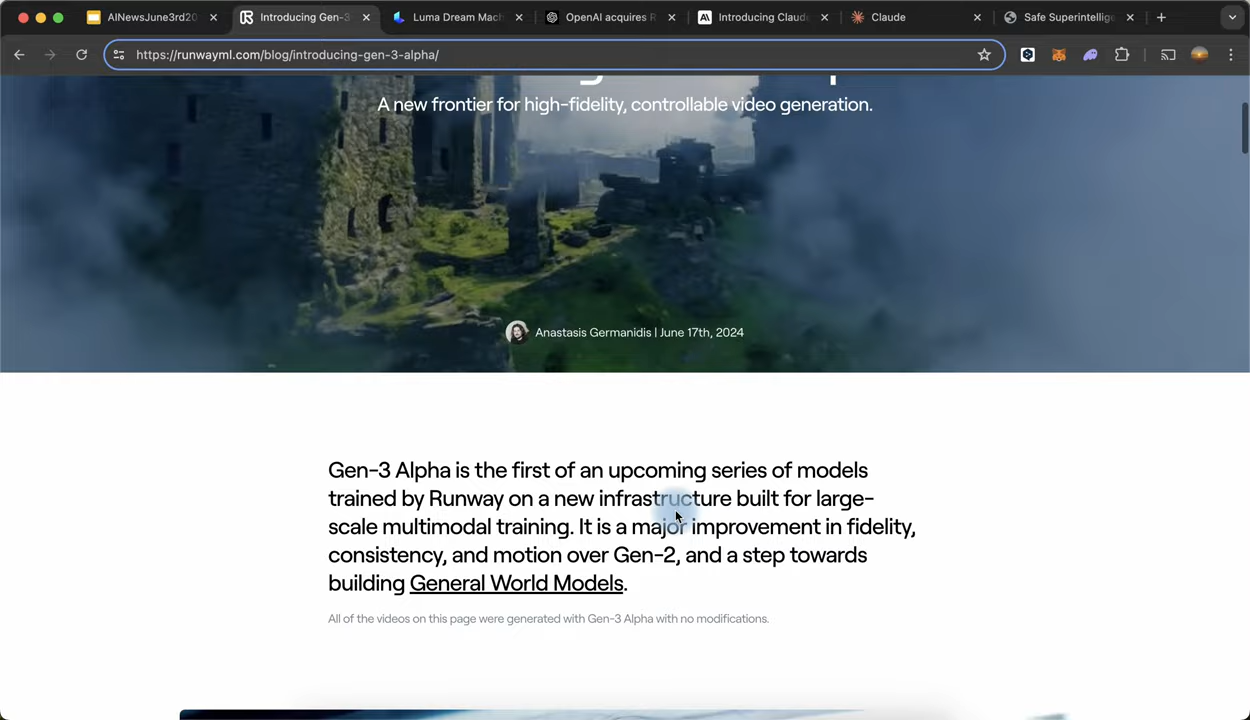 AINewsJune3rd20
Introducing Gen-3
Luma Dream Mach
OpenAI acquires R
Introducing Claude
Claude
Safe Superintellige
https://runwayml.com/blog/introducing-gen-3-alpha/
A new frontier for high-fidelity, controllable video generation.
Anastasis Germanidis | June 17th, 2024
Gen-3 Alpha is the first of an upcoming series of models
trained by Runway on a new infrastructure built for large-
scale multimodal training. It is a major improvement in fidelity,
consistency, and motion over Gen-2, and a step towards
building General World Models.
All of the videos on this page were generated with Gen-3 Alpha with no modifications.